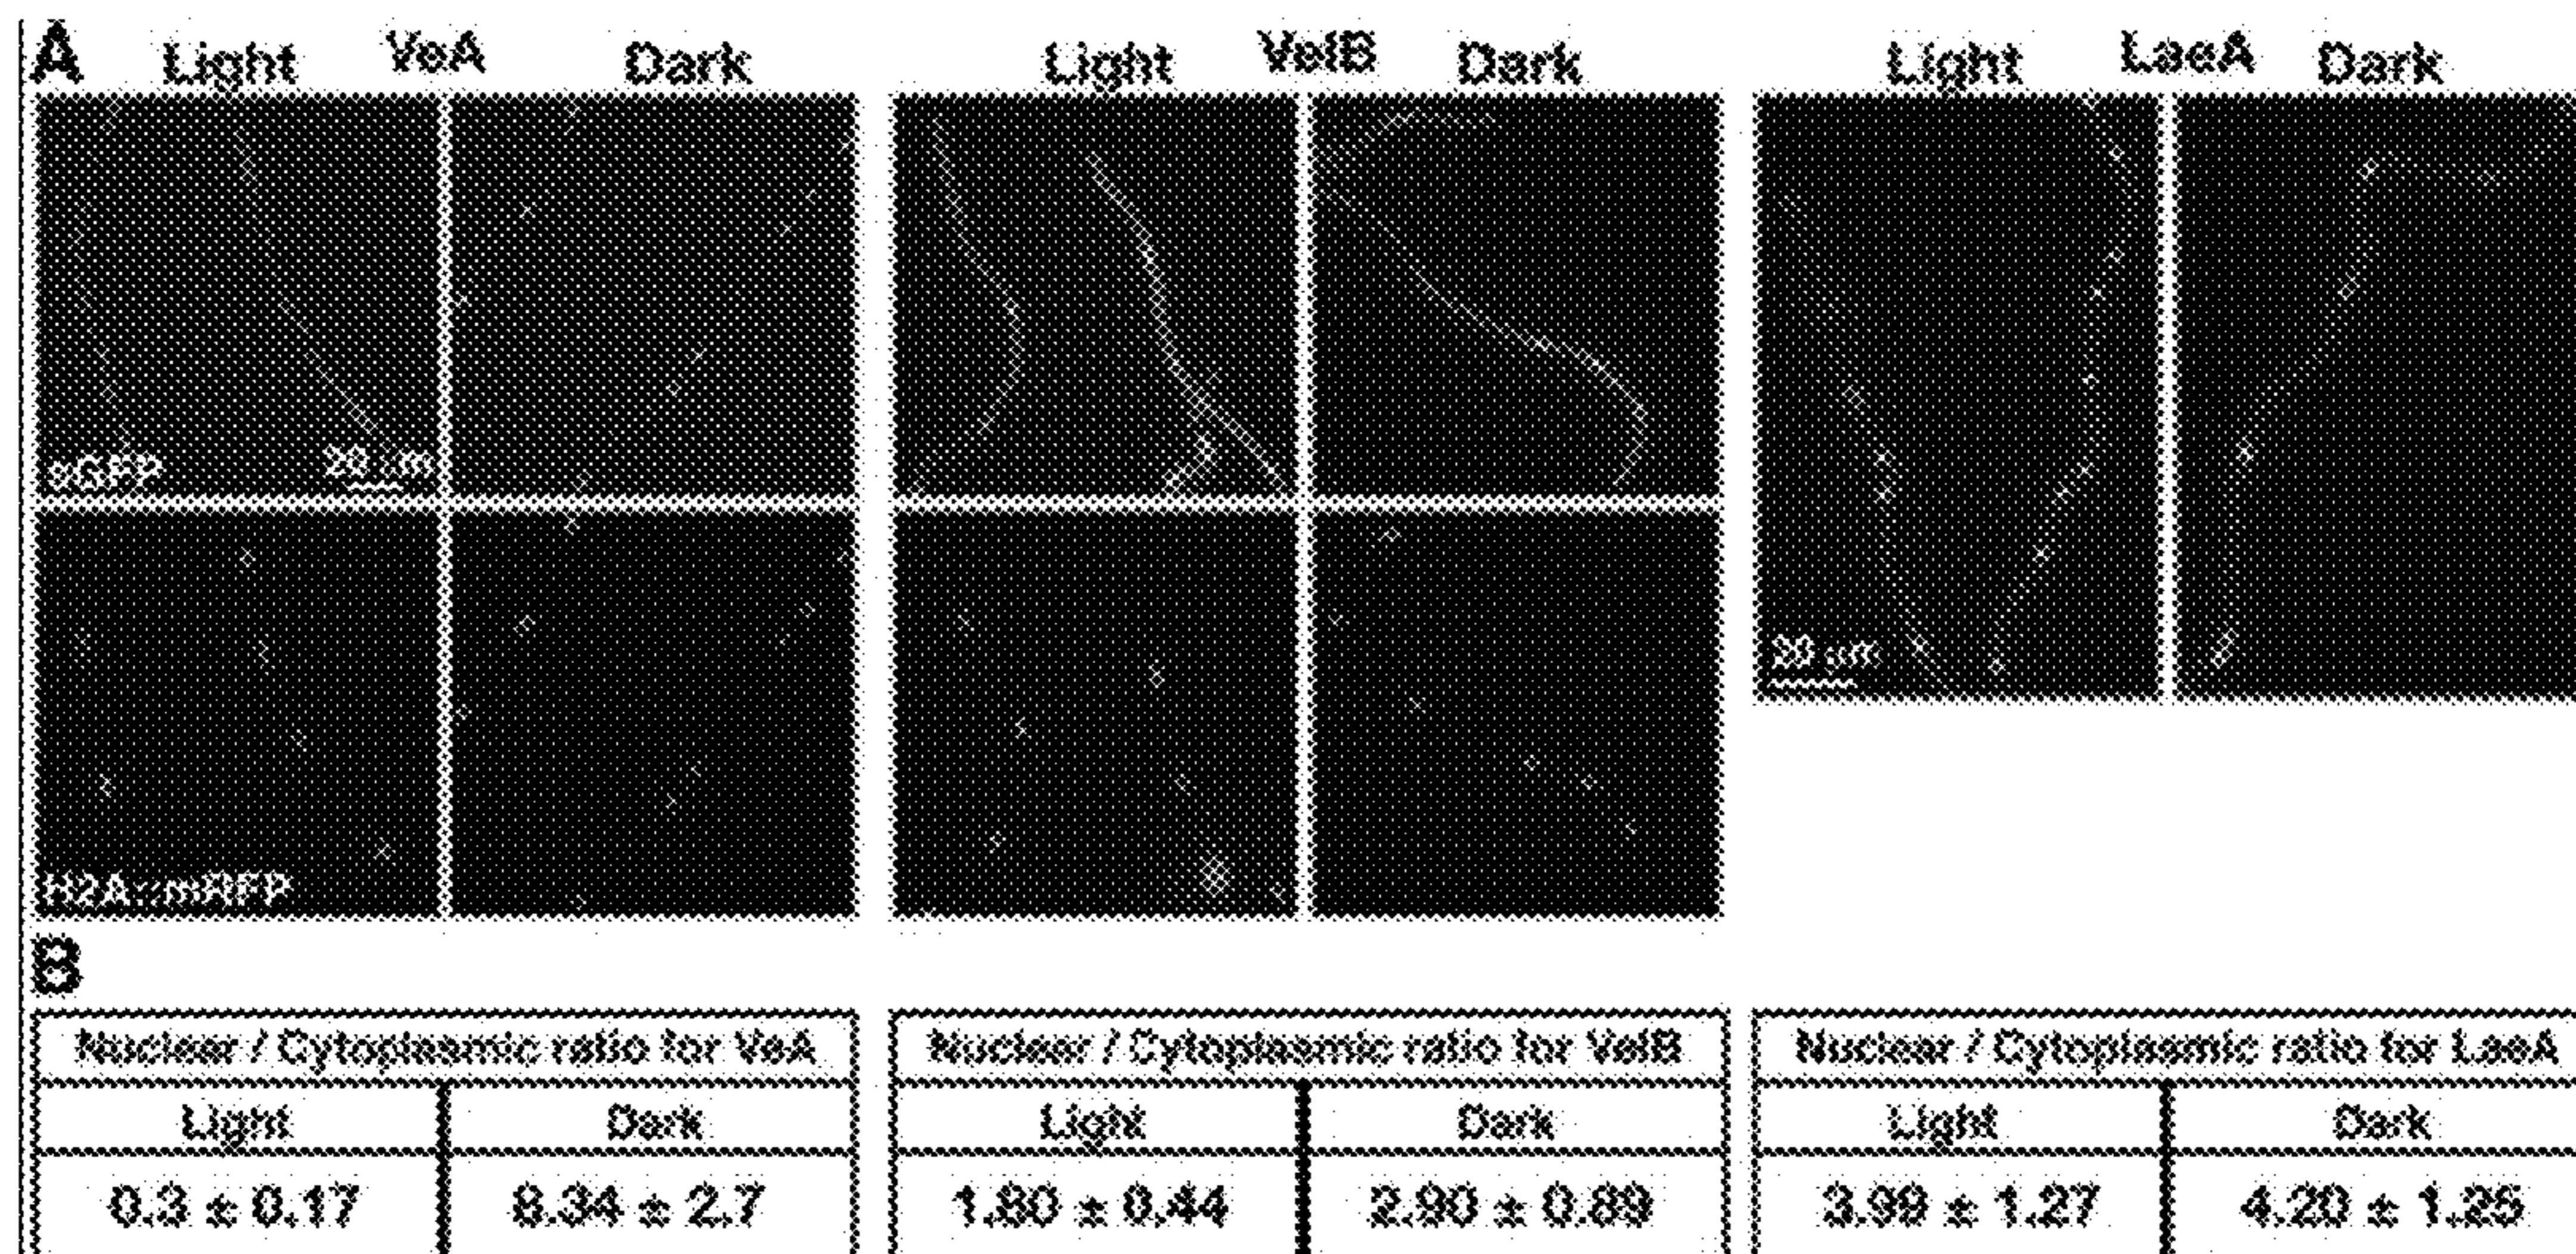 A
Light VeA Dark
Light VelB Dark
Light LaeA Dark
sGFP
20 µm
20 µm
H2A::mRFP
B
Nuclear / Cytoplasmic ratio for VeA
Light Dark
0.3 ± 0.17 8.34 ± 2.7
Nuclear / Cytoplasmic ratio for VelB
Light Dark
1.80 ± 0.44 2.90 ± 0.89
Nuclear / Cytoplasmic ratio for LaeA
Light Dark
3.99 ± 1.27 4.20 ± 1.25